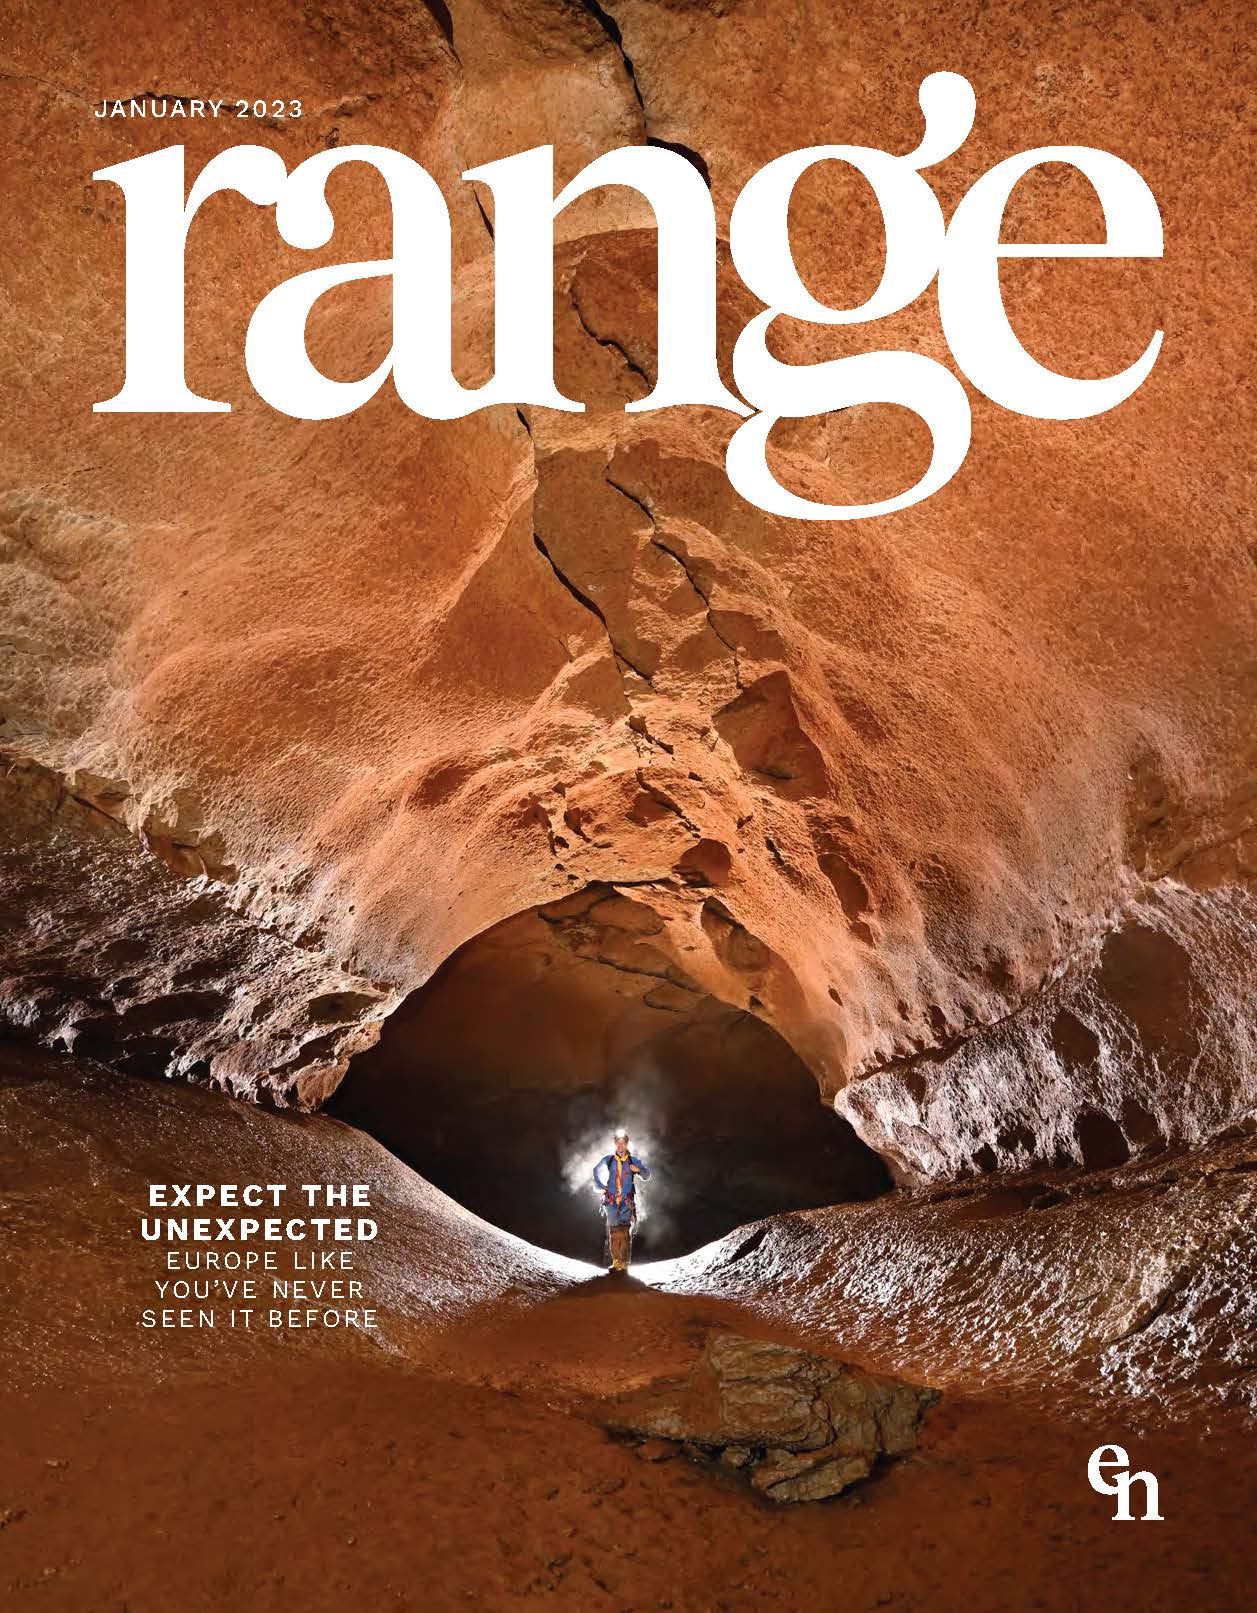 JANUARY 2023
range
EXPECT THE
UNEXPECTED
EUROPE LIKE
YOU'VE NEVER
SEEN IT BEFORE
en